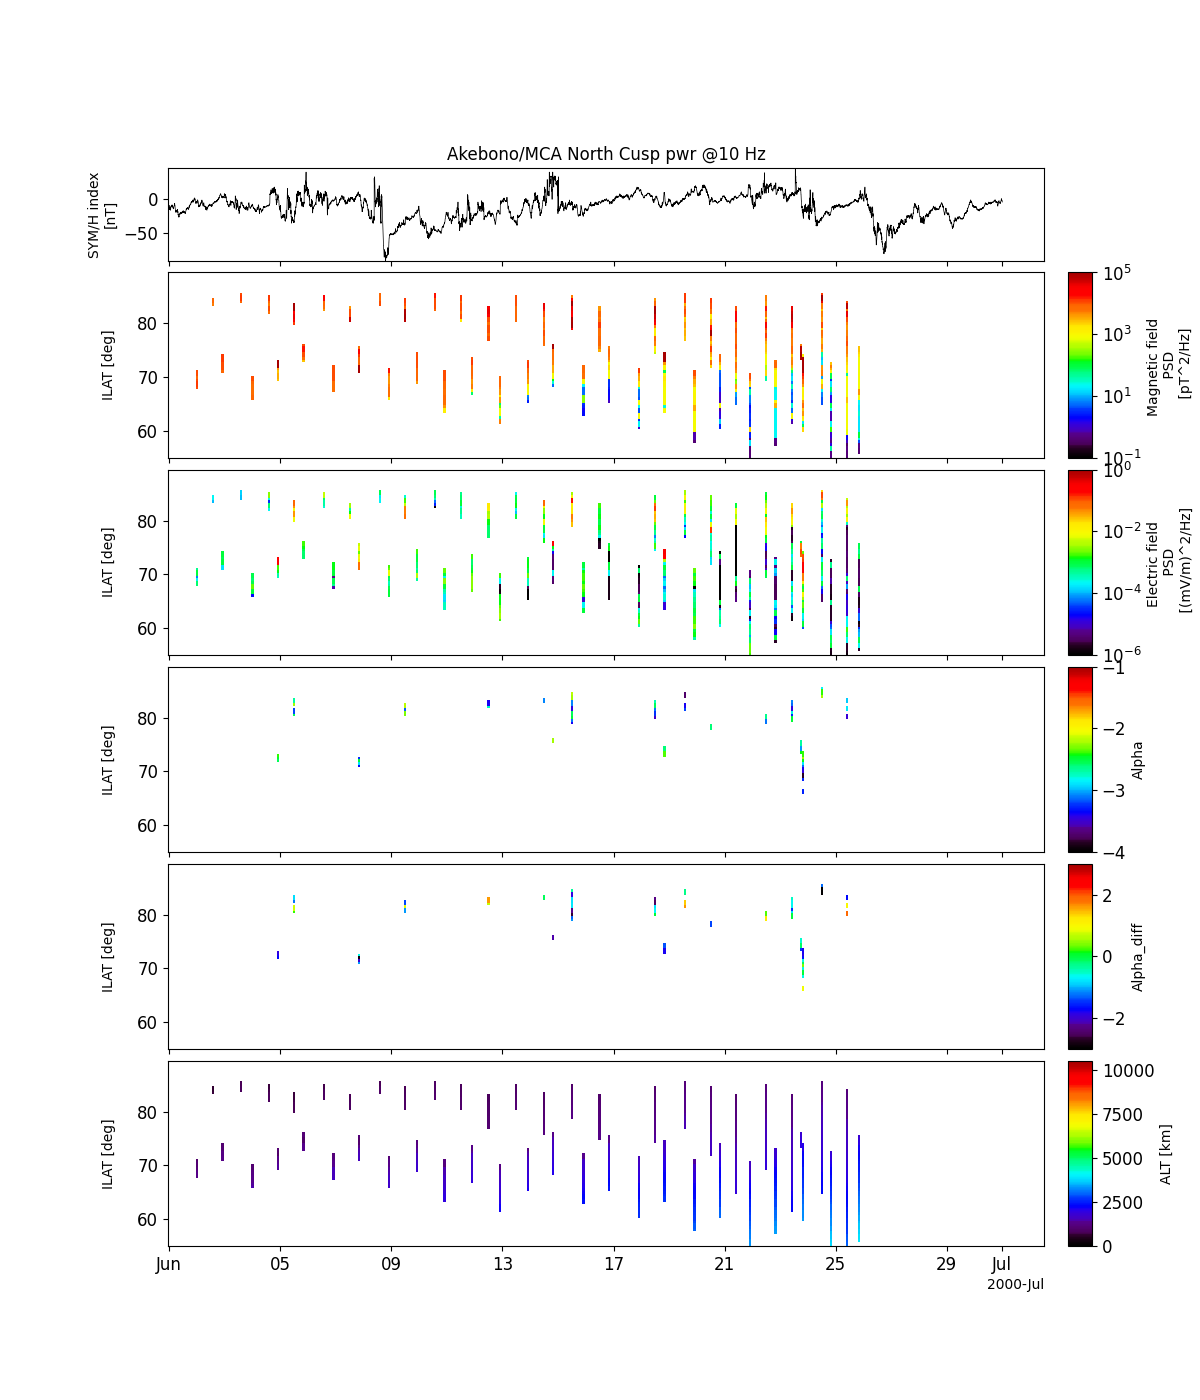 Akebono/MCA North Cusp pwr @10 Hz
SYM/H index
[nT]
0
−50
ILAT [deg]
80
70
60
10^5
10^3
10^1
10^-1
Magnetic field
PSD
[pT^2/Hz]
ILAT [deg]
80
70
60
10^0
10^-2
10^-4
10^-6
Electric field
PSD
[(mV/m)^2/Hz]
ILAT [deg]
80
70
60
−1
−2
−3
−4
Alpha
ILAT [deg]
80
70
60
2
0
−2
Alpha_diff
ILAT [deg]
80
70
60
10000
7500
5000
2500
0
ALT [km]
Jun 05 09 13 17 21 25 29 Jul
2000-Jul